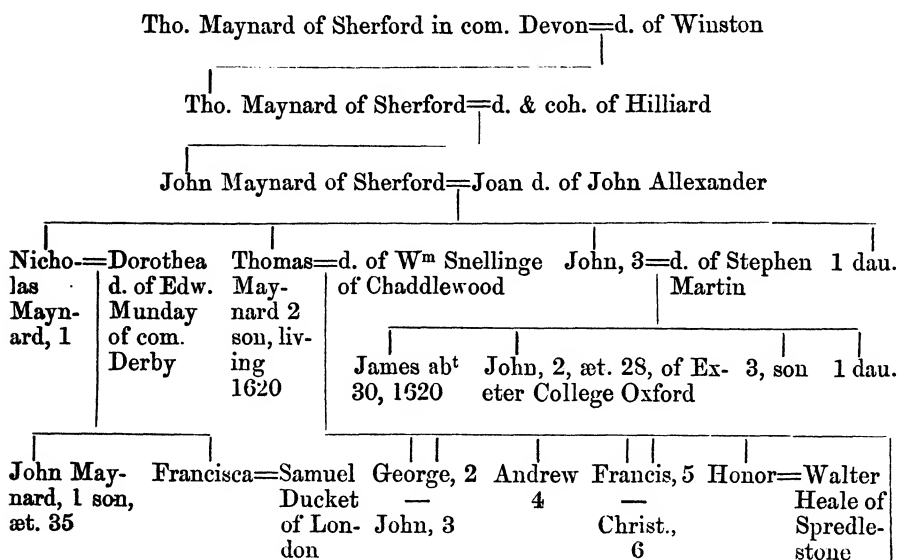 Tho. Maynard of Sherford in com. Devon=d. of Winston
Tho. Maynard of Sherford=d. & coh. of Hilliard
John Maynard of Sherford=Joan d. of John Allexander
Nicho-
las
Mayn-
ard, 1
=Dorothea
d. of Edw.
Munday
of com.
Derby
Thomas
May-
nard 2
son, liv-
ing
1620
=d. of Wᵐ Snellinge
of Chaddlewood
John, 3=d. of Stephen
Martin
1 dau.
James abᵗ
30, 1620
John, 2, æt. 28, of Ex-
eter College Oxford
3, son
1 dau.
John May-
nard, 1 son,
æt. 35
Francisca=Samuel
Ducket
of Lon-
don
George, 2
—
John, 3
Andrew
4
Francis, 5
—
Christ.,
6
Honor=Walter
Heale of
Spredle-
stone